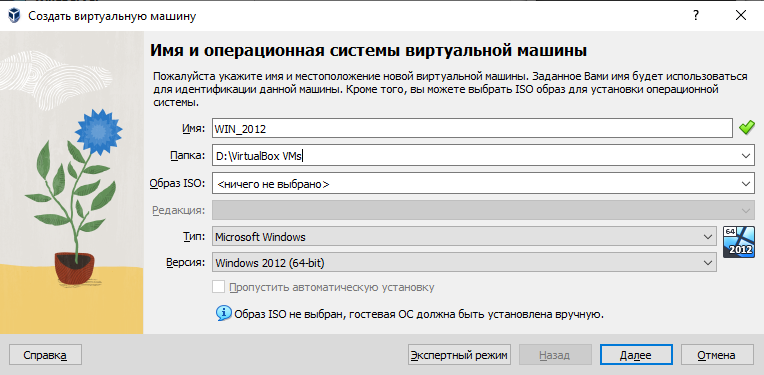 Создать виртуальную машину
Имя и операционная системы виртуальной машины
Пожалуйста укажите имя и местоположение новой виртуальной машины. Заданное Вами имя будет использоваться
для идентификации данной машины. Кроме того, вы можете выбрать ISO образ для установки операционной
системы.
Имя: WIN_2012
Папка: D:\VirtualBox VMs
Образ ISO: <ничего не выбрано>
Редакция:
Тип: Microsoft Windows
64
Версия: Windows 2012 (64-bit)
2012
Пропустить автоматическую установку
Образ ISO не выбран, гостевая ОС должна быть установлена вручную.
Справка Экспертный режим Назад Далее Отмена